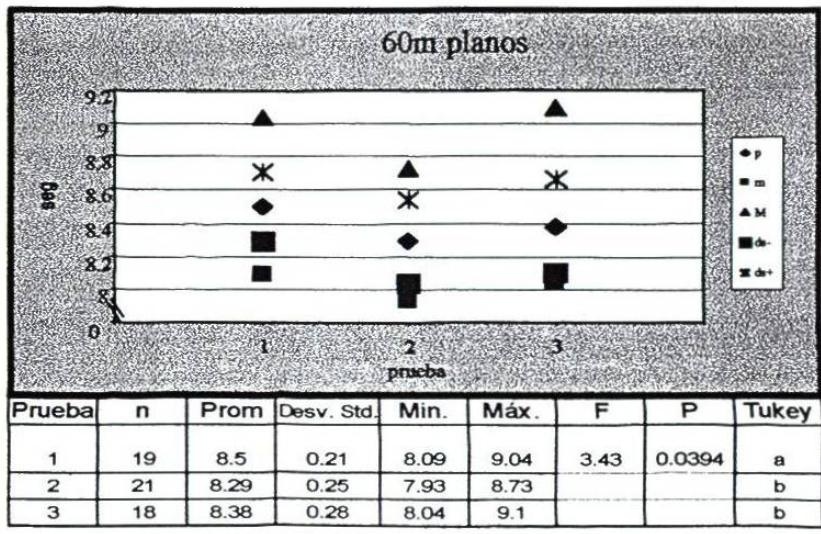 60m planos
9.2
9
8.8
8.6
8.4
8.2
8
0
seg
1 2 3
prueba
p
m
M
ds-
ds+
Prueba n Prom Desv. Std. Min. Máx. F P Tukey
1 19 8.5 0.21 8.09 9.04 3.43 0.0394 a
2 21 8.29 0.25 7.93 8.73 b
3 18 8.38 0.28 8.04 9.1 b